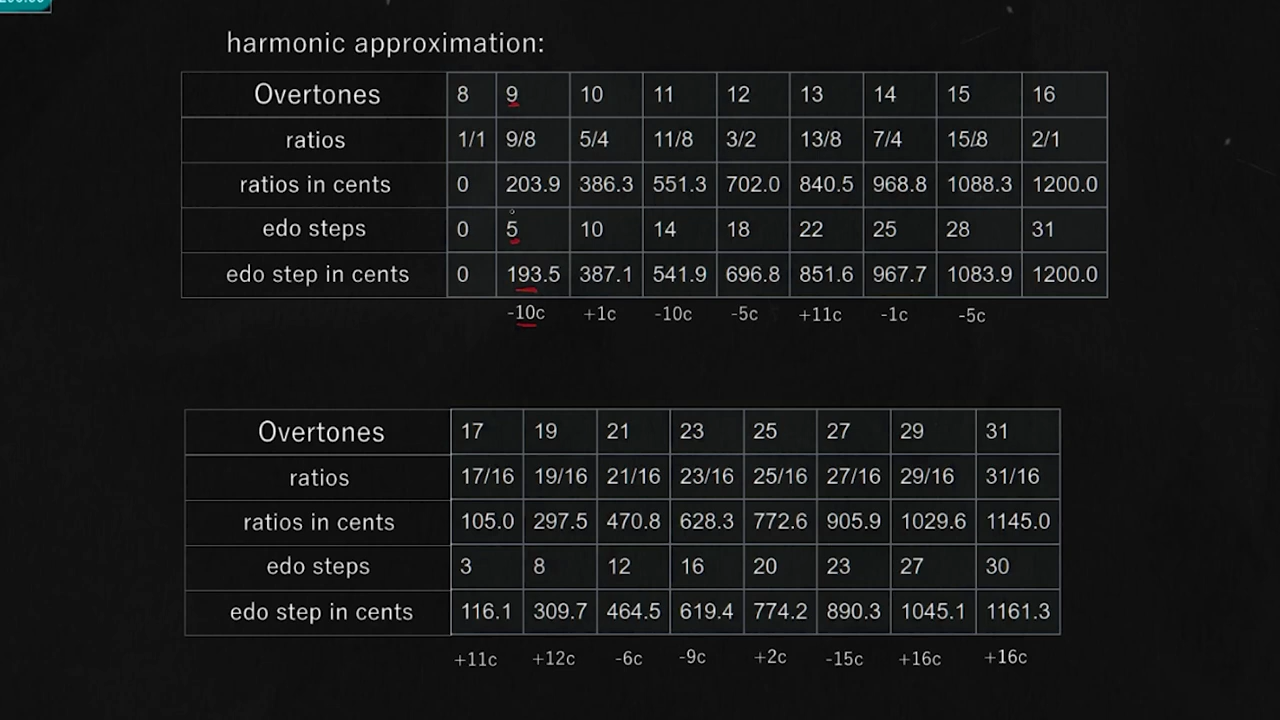 harmonic approximation:
Overtones 8 9 10 11 12 13 14 15 16
ratios 1/1 9/8 5/4 11/8 3/2 13/8 7/4 15/8 2/1
ratios in cents 0 203.9 386.3 551.3 702.0 840.5 968.8 1088.3 1200.0
edo steps 0 5 10 14 18 22 25 28 31
edo step in cents 0 193.5 387.1 541.9 696.8 851.6 967.7 1083.9 1200.0
-10c +1c -10c -5c +11c -1c -5c
Overtones 17 19 21 23 25 27 29 31
ratios 17/16 19/16 21/16 23/16 25/16 27/16 29/16 31/16
ratios in cents 105.0 297.5 470.8 628.3 772.6 905.9 1029.6 1145.0
edo steps 3 8 12 16 20 23 27 30
edo step in cents 116.1 309.7 464.5 619.4 774.2 890.3 1045.1 1161.3
+11c +12c -6c -9c +2c -15c +16c +16c